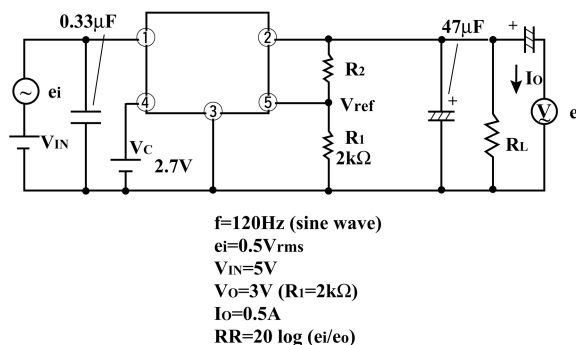 0.33μF
47μF
+
①
②
R2
ei
④
⑤
Vref
+
IO
③
R1
2kΩ
RL
V
e
VIN
VC
2.7V
f=120Hz (sine wave)
ei=0.5Vrms
VIN=5V
VO=3V (R1=2kΩ)
IO=0.5A
RR=20 log (ei/eo)